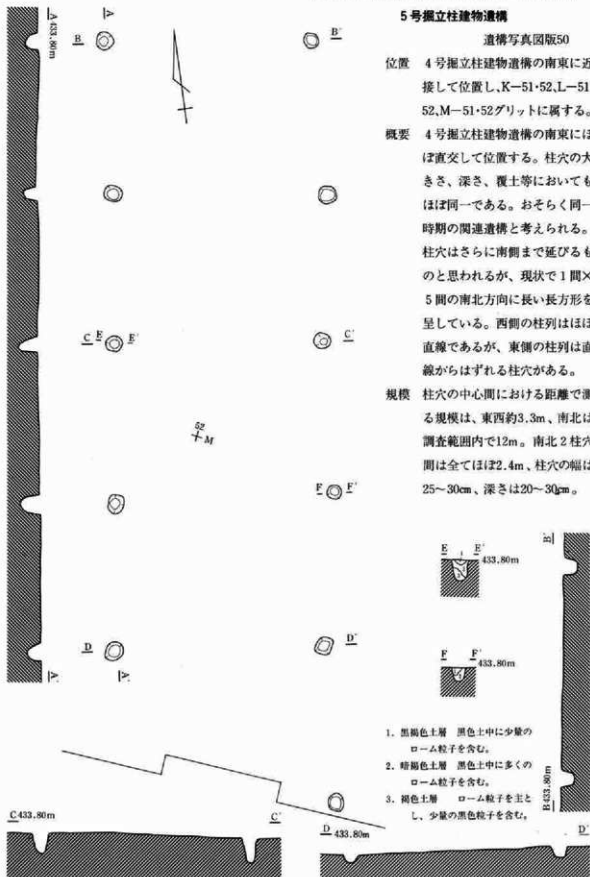 5号掘立柱建物遺構
遺構写真図版50
位置 4号掘立柱建物遺構の南東に近
接して位置し、K―51・52、L―51・
52、M―51・52グリットに属する。
概要 4号掘立柱建物遺構の南東にほ
ぼ直交して位置する。柱穴の大
きさ、深さ、覆土等においても
ほぼ同一である。おそらく同一
時期の関連遺構と考えられる。
柱穴はさらに南側まで延びるも
のと思われるが、現状で1間×
5間の南北方向に長い長方形を
呈している。西側の柱列はほぼ
直線であるが、東側の柱列は直
線からはずれる柱穴がある。
規模 柱穴の中心間における距離で測
る規模は、東西約3.3m、南北は
調査範囲内で12m。南北2柱穴
間は全てほぼ2.4m、柱穴の幅は
25～30cm、深さは20～30cm。
A 433.80m
A
B
B'
C E E'
C'
52
M
F F'
D
D'
A'
A'
E E'
433.80m
F F'
433.80m
B'
B 433.80m
1. 黒褐色土層 黒色土中に少量の
ローム粒子を含む。
2. 暗褐色土層 黒色土中に多くの
ローム粒子を含む。
3. 褐色土層 ローム粒子を主と
し、少量の黒色粒子を含む。
C 433.80m
C'
D 433.80m
D'